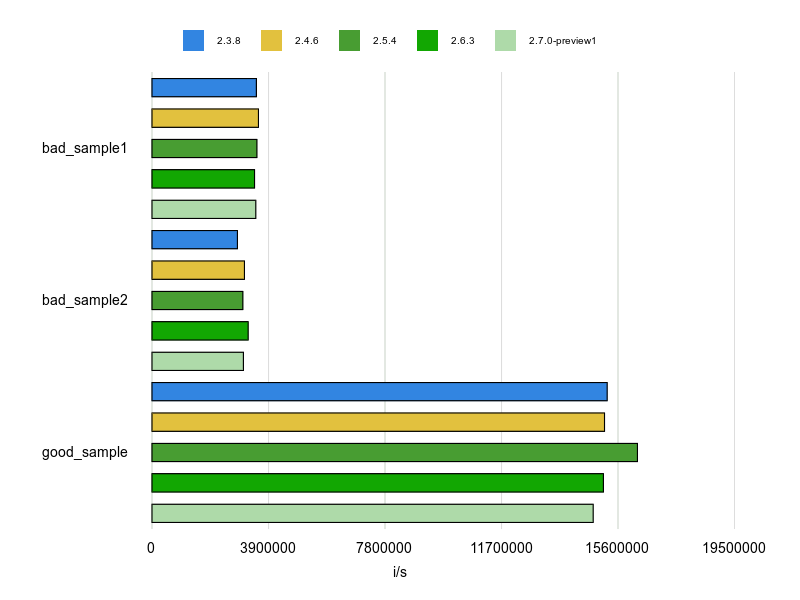 2.3.8 2.4.6 2.5.4 2.6.3 2.7.0-preview1
bad_sample1
bad_sample2
good_sample
0 3900000 7800000 11700000 15600000 19500000
i/s